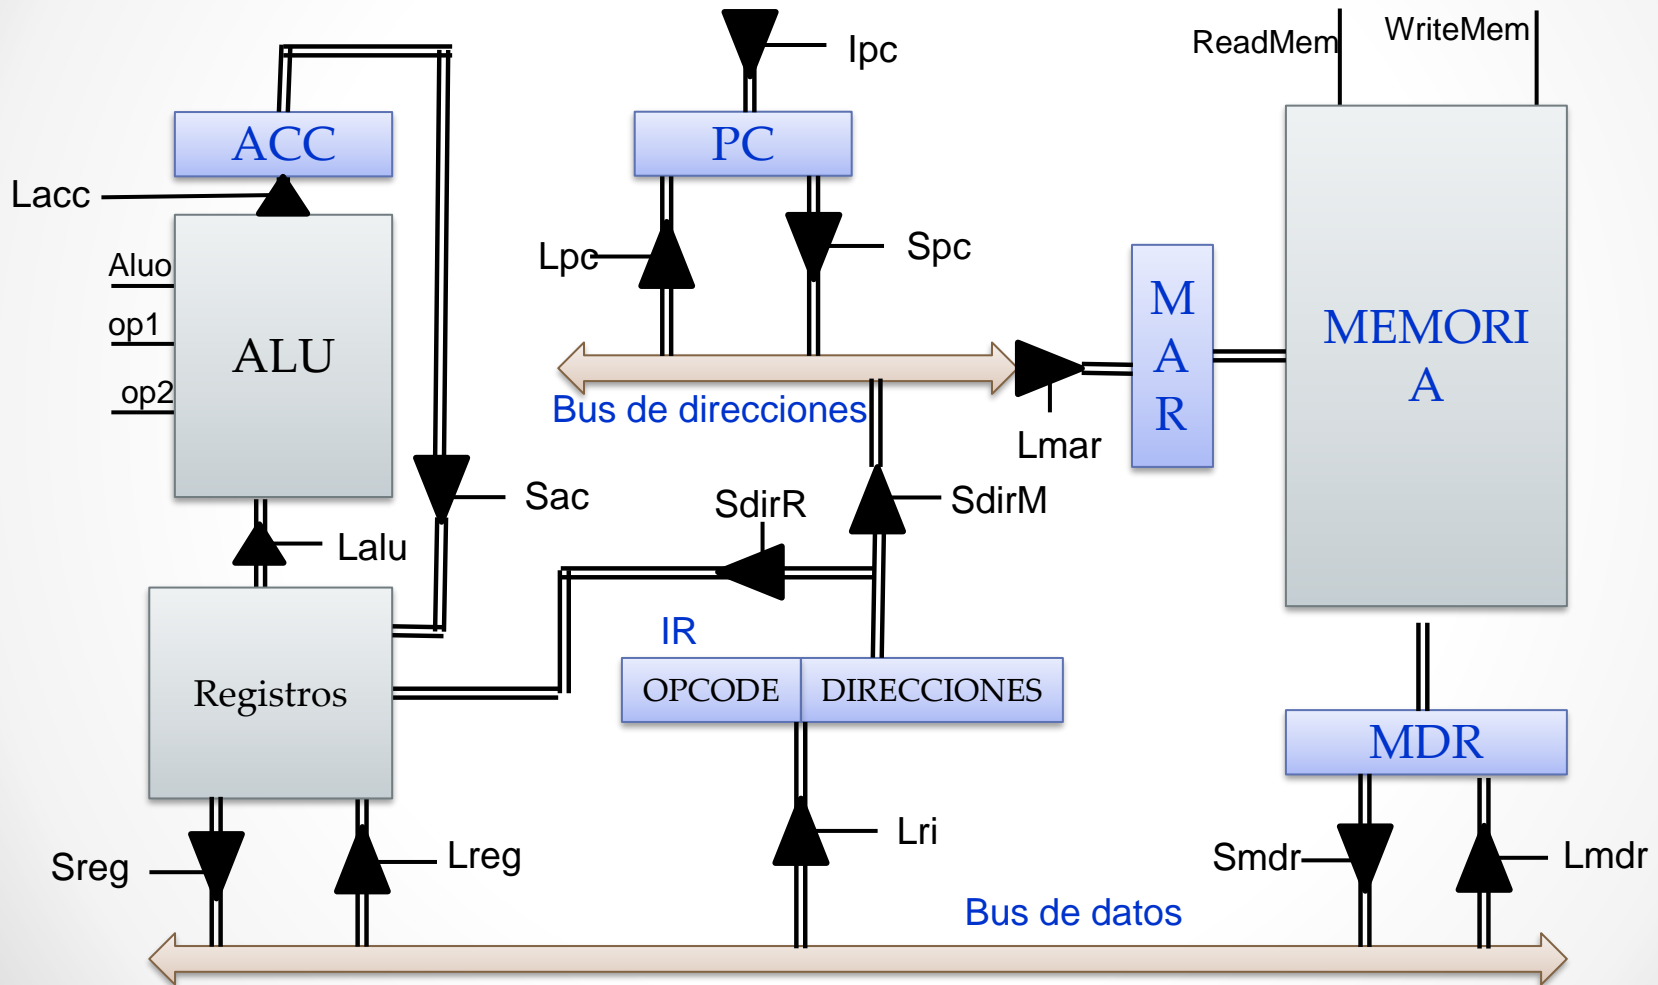 Ipc
ReadMem
WriteMem
ACC
PC
Lacc
Lpc
Spc
Aluo
op1
op2
ALU
M
A
R
MEMORI
A
Bus de direcciones
Lmar
Sac
SdirR
SdirM
Lalu
IR
Registros
OPCODE
DIRECCIONES
MDR
Sreg
Lreg
Lri
Smdr
Lmdr
Bus de datos